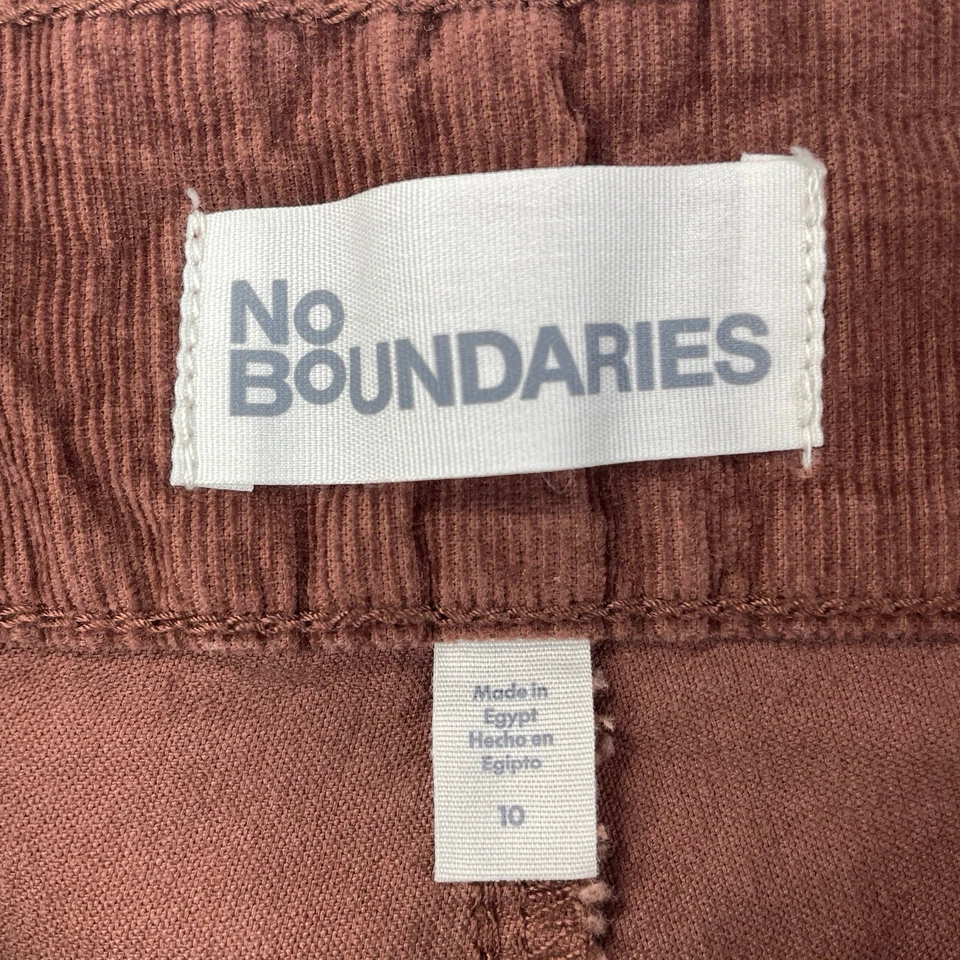 No
BOUNDARIES
Made in
Egypt
Hecho en
Egipto
10